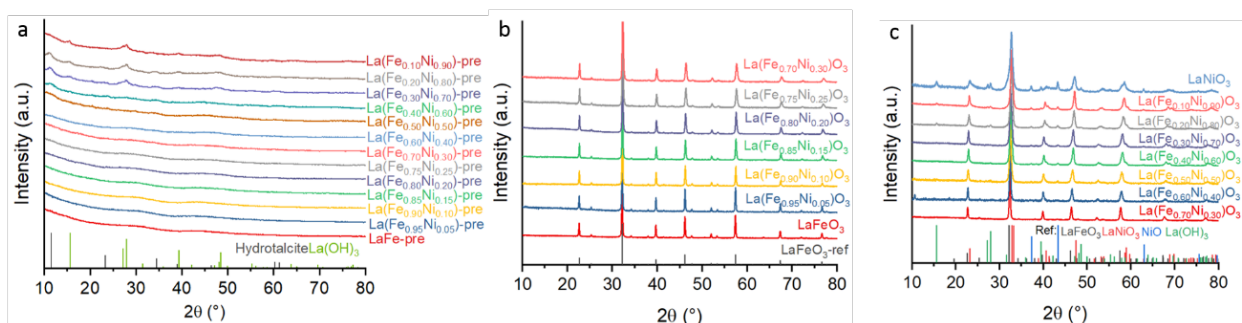 a
Intensity (a.u.)
La(Fe0.10Ni0.90)-pre
La(Fe0.20Ni0.80)-pre
La(Fe0.30Ni0.70)-pre
La(Fe0.40Ni0.60)-pre
La(Fe0.50Ni0.50)-pre
La(Fe0.60Ni0.40)-pre
La(Fe0.70Ni0.30)-pre
La(Fe0.75Ni0.25)-pre
La(Fe0.80Ni0.20)-pre
La(Fe0.85Ni0.15)-pre
La(Fe0.90Ni0.10)-pre
La(Fe0.95Ni0.05)-pre
LaFe-pre
Hydrotalcite La(OH)3
10 20 30 40 50 60 70 80
2θ (°)
b
Intensity (a.u.)
La(Fe0.70Ni0.30)O3
La(Fe0.75Ni0.25)O3
La(Fe0.80Ni0.20)O3
La(Fe0.85Ni0.15)O3
La(Fe0.90Ni0.10)O3
La(Fe0.95Ni0.05)O3
LaFeO3
LaFeO3-ref
10 20 30 40 50 60 70 80
2θ (°)
c
Intensity (a.u.)
LaNiO3
La(Fe0.10Ni0.90)O3
La(Fe0.20Ni0.80)O3
La(Fe0.30Ni0.70)O3
La(Fe0.40Ni0.60)O3
La(Fe0.50Ni0.50)O3
La(Fe0.60Ni0.40)O3
La(Fe0.70Ni0.30)O3
Ref: LaFeO3 LaNiO3 NiO La(OH)3
10 20 30 40 50 60 70 80
2θ (°)